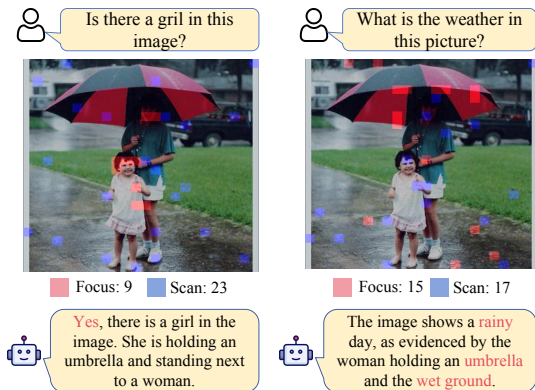 Is there a gril in this
image?
What is the weather in
this picture?
Focus: 9 Scan: 23
Focus: 15 Scan: 17
Yes, there is a girl in the
image. She is holding an
umbrella and standing next
to a woman.
The image shows a rainy
day, as evidenced by the
woman holding an umbrella
and the wet ground.